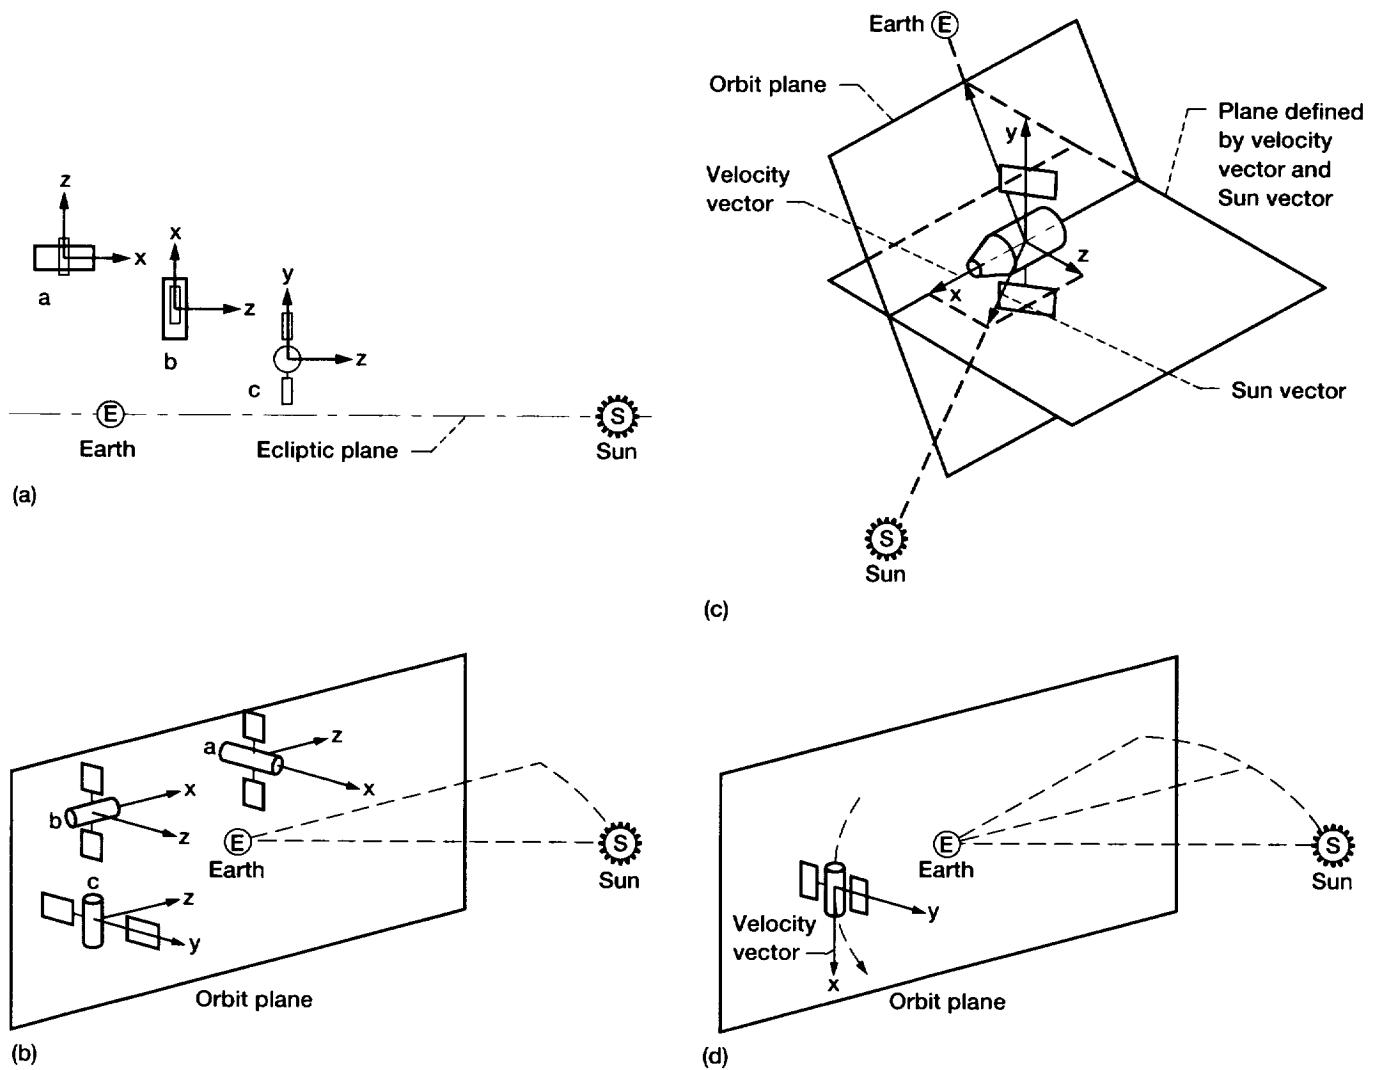 z
x
a
x
z
b
y
z
c
E
Earth
Ecliptic plane
S
Sun
(a)
Earth E
Orbit plane
Plane defined
by velocity
vector and
Sun vector
y
Velocity
vector
z
x
Sun vector
S
Sun
(c)
a
z
x
b
x
z
c
z
y
E
Earth
S
Sun
Orbit plane
(b)
E
Earth
S
Sun
y
Velocity
vector
x
Orbit plane
(d)